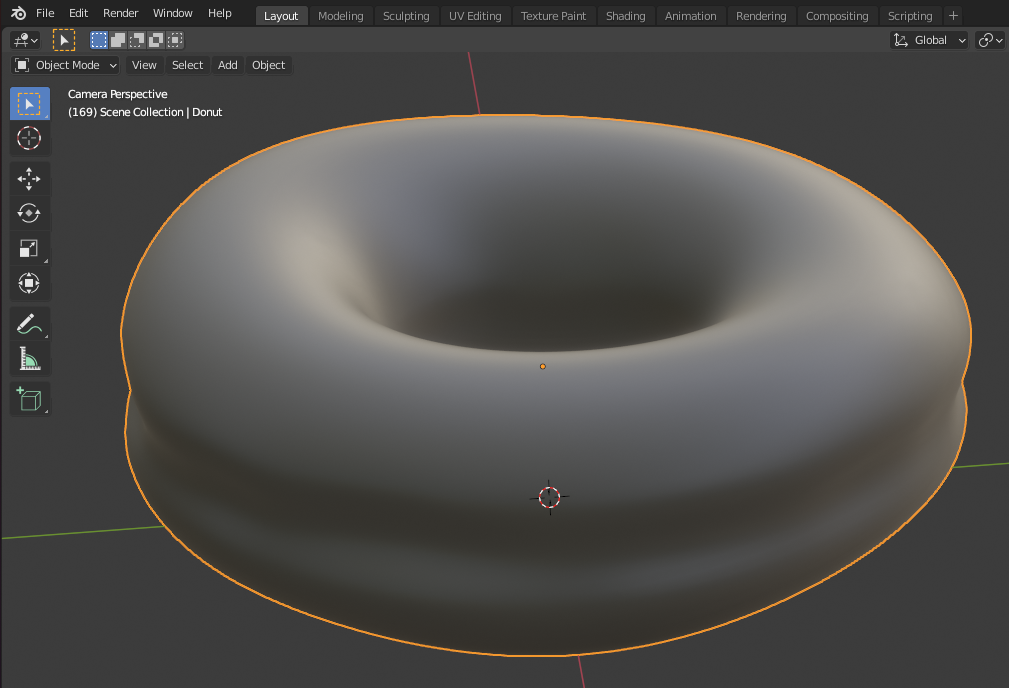 File Edit Render Window Help Layout Modeling Sculpting UV Editing Texture Paint Shading Animation Rendering Compositing Scripting +
Global
Object Mode View Select Add Object
Camera Perspective
(169) Scene Collection | Donut